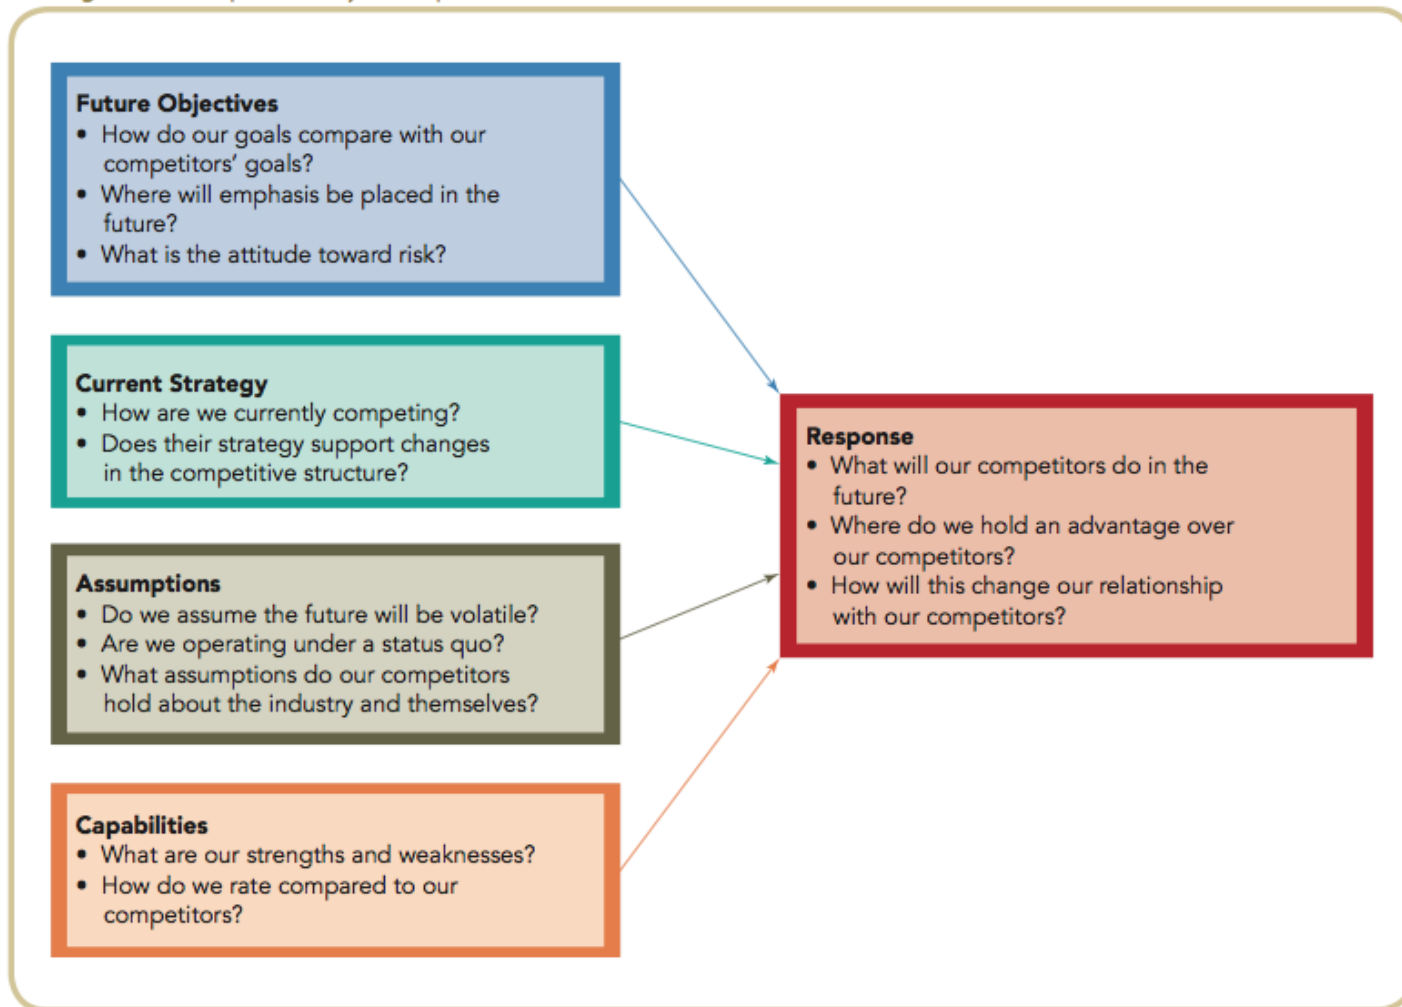 Future Objectives
• How do our goals compare with our
competitors’ goals?
• Where will emphasis be placed in the
future?
• What is the attitude toward risk?
Current Strategy
• How are we currently competing?
• Does their strategy support changes
in the competitive structure?
Assumptions
• Do we assume the future will be volatile?
• Are we operating under a status quo?
• What assumptions do our competitors
hold about the industry and themselves?
Capabilities
• What are our strengths and weaknesses?
• How do we rate compared to our
competitors?
Response
• What will our competitors do in the
future?
• Where do we hold an advantage over
our competitors?
• How will this change our relationship
with our competitors?